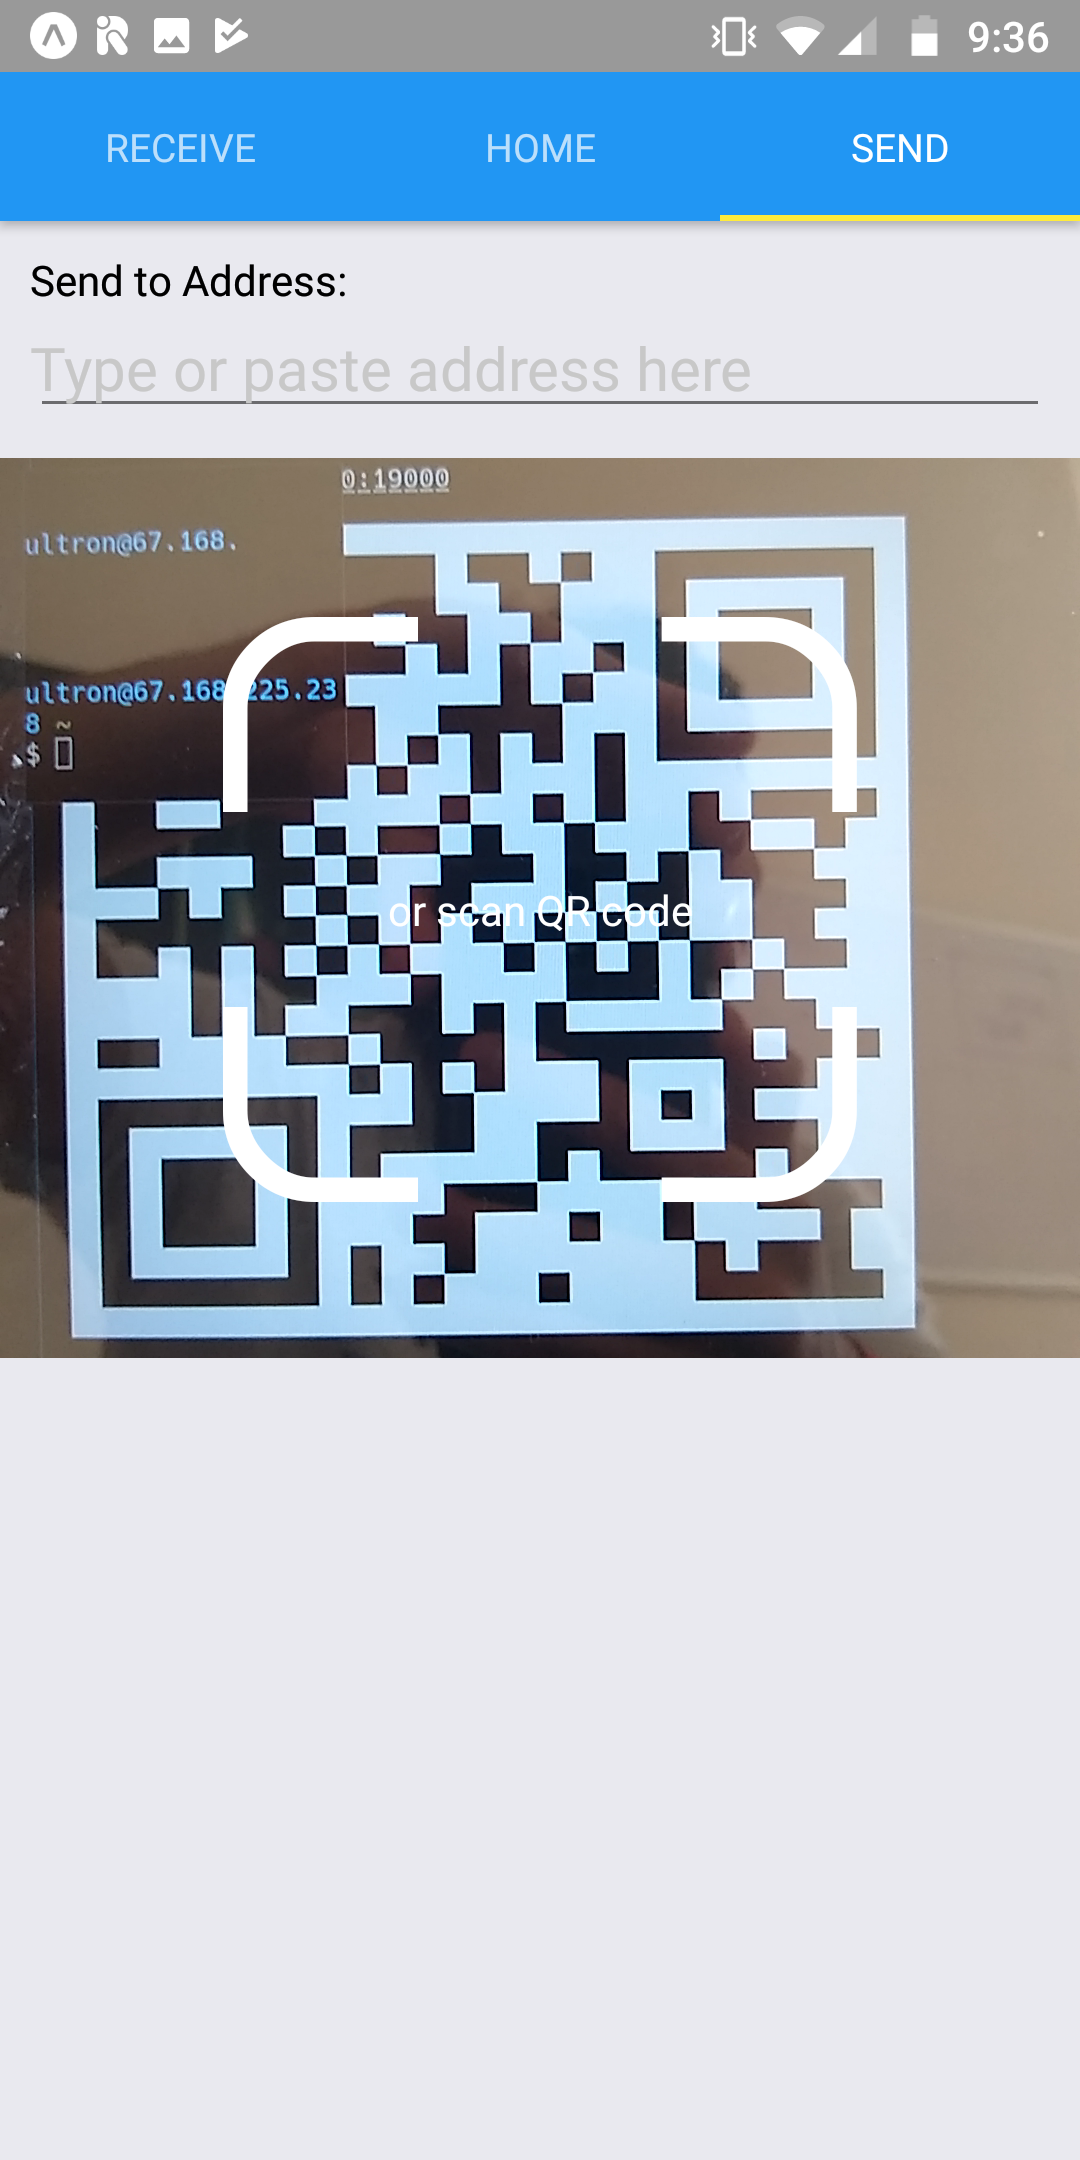 9:36
RECEIVE
HOME
SEND
Send to Address:
Type or paste address here
0:19000
ultron@67.168.
ultron@67.168.225.23
8 ~
$
or scan QR code